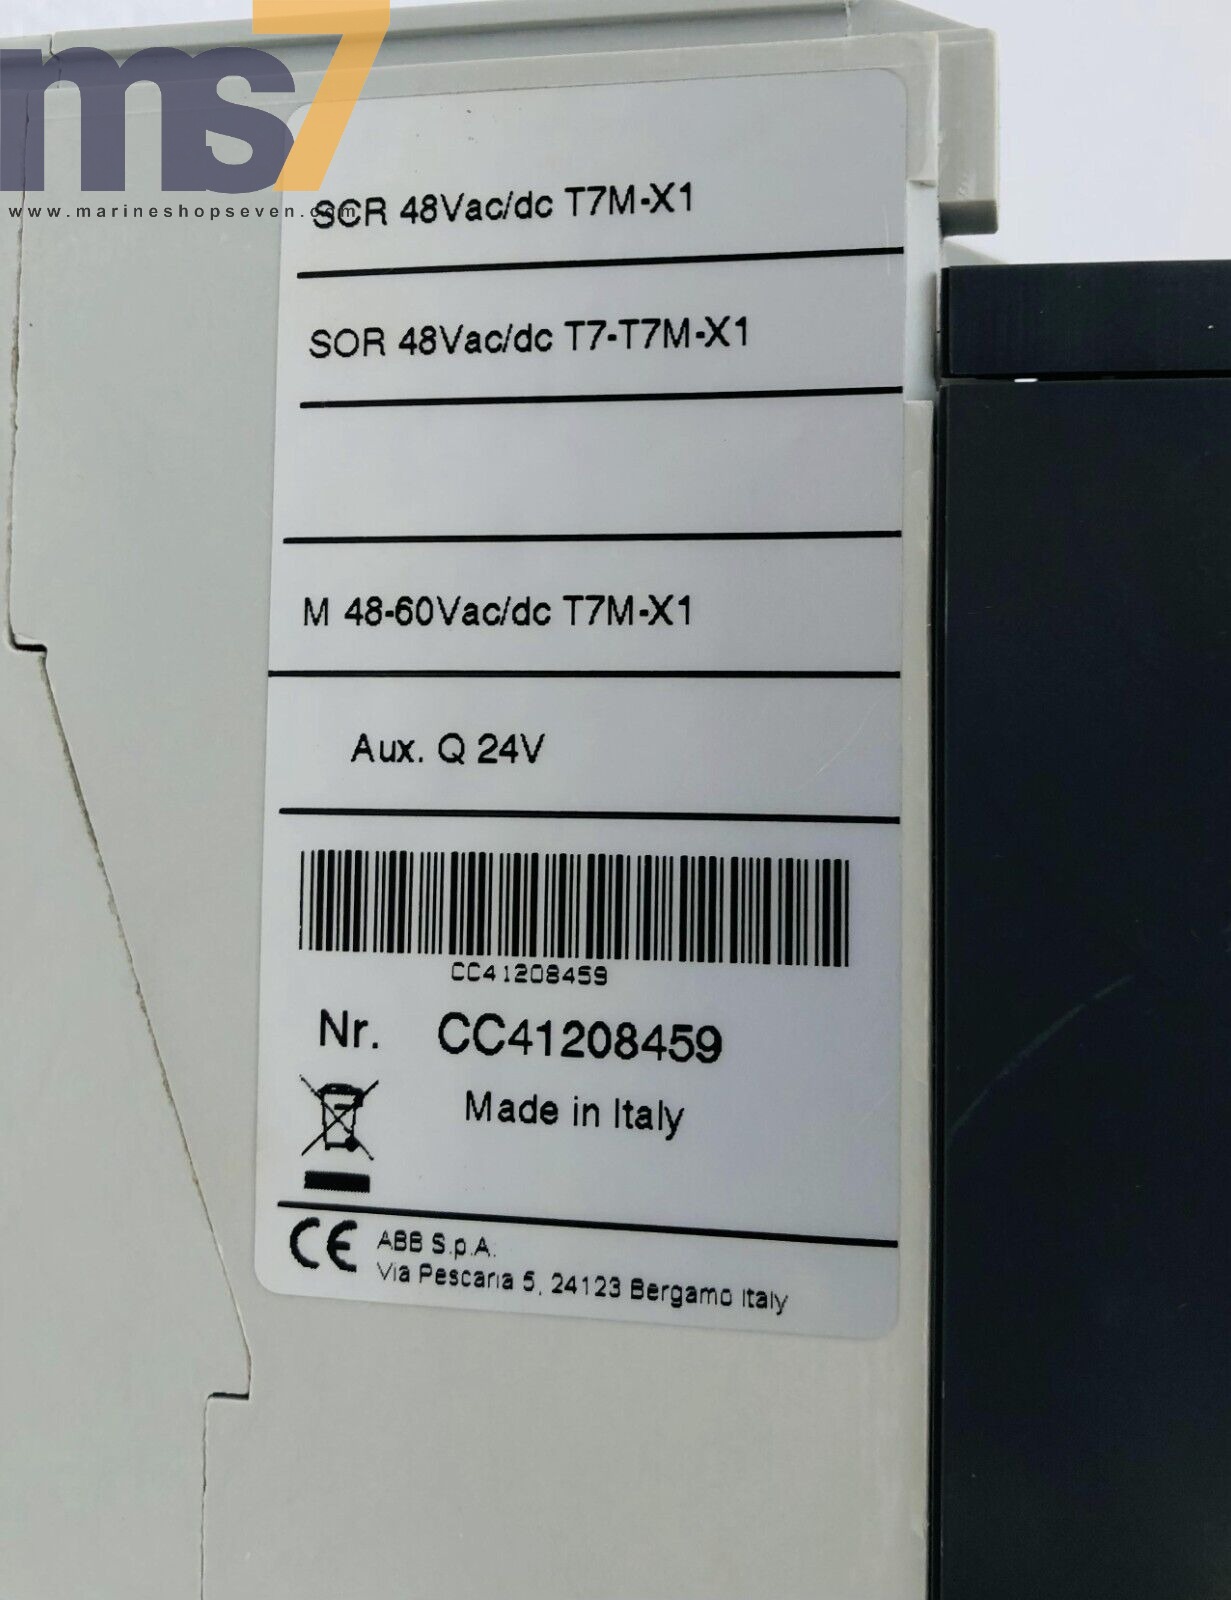 ms7
www.marineshopseven.com
SCR 48Vac/dc T7M-X1
SOR 48Vac/dc T7-T7M-X1
M 48-60Vac/dc T7M-X1
Aux. Q 24V
CC41208459
Nr. CC41208459
Made in Italy
CE ABB S.p.A.
Via Pescaria 5, 24123 Bergamo Italy